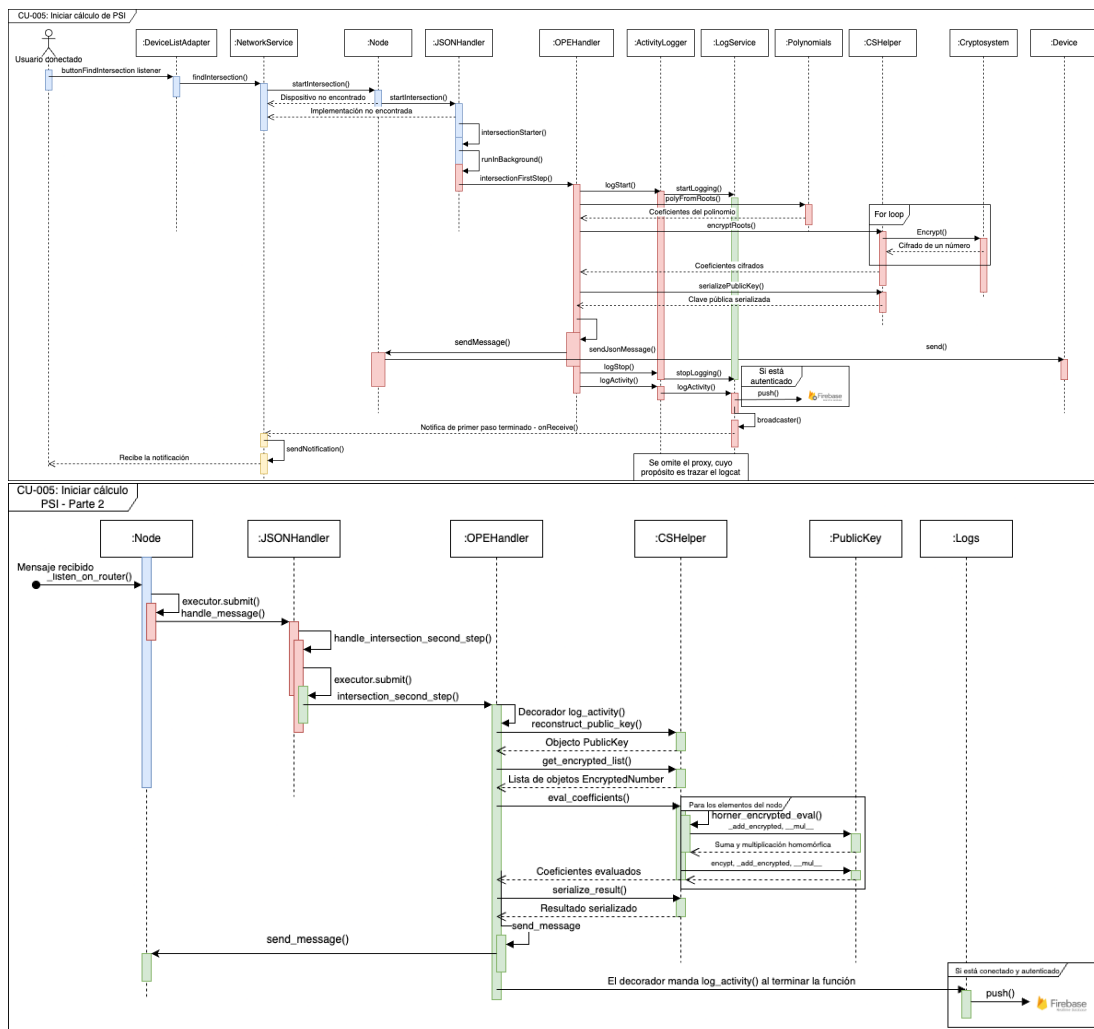 CU-005: Iniciar cálculo de PSI
:DeviceListAdapter
:NetworkService
:Node
:JSONHandler
:OPEHandler
:ActivityLogger
:LogService
:Polynomials
:CSHelper
:Cryptosystem
:Device
Usuario conectado
buttonFindIntersection listener
findIntersection()
startIntersection()
Dispositivo no encontrado
startIntersection()
Implementación no encontrada
intersectionStarter()
runInBackground()
intersectionFirstStep()
logStart()
startLogging()
polyFromRoots()
Coeficientes del polinomio
For loop
encryptRoots()
Encrypt()
Cifrado de un número
Coeficientes cifrados
serializePublicKey()
Clave pública serializada
sendMessage()
sendJsonMessage()
send()
logStop()
stopLogging()
Si está
autenticado
logActivity()
logActivity()
push()
Firebase
broadcaster()
Notifica de primer paso terminado - onReceive()
sendNotification()
Recibe la notificación
Se omite el proxy, cuyo
propósito es trazar el logcat
CU-005: Iniciar cálculo
PSI - Parte 2
:Node
:JSONHandler
:OPEHandler
:CSHelper
:PublicKey
:Logs
Mensaje recibido
_listen_on_router()
executor.submit()
handle_message()
handle_intersection_second_step()
executor.submit()
intersection_second_step()
Decorador log_activity()
reconstruct_public_key()
Objecto PublicKey
get_encrypted_list()
Lista de objetos EncryptedNumber
eval_coefficients()
Para los elementos del nodo
horner_encrypted_eval()
_add_encrypted, __mul__
Suma y multiplicación homomórfica
encypt, _add_encrypted, __mul__
Coeficientes evaluados
serialize_result()
Resultado serializado
send_message
send_message()
Si está conectado y autenticado
El decorador manda log_activity() al terminar la función
push()
Firebase